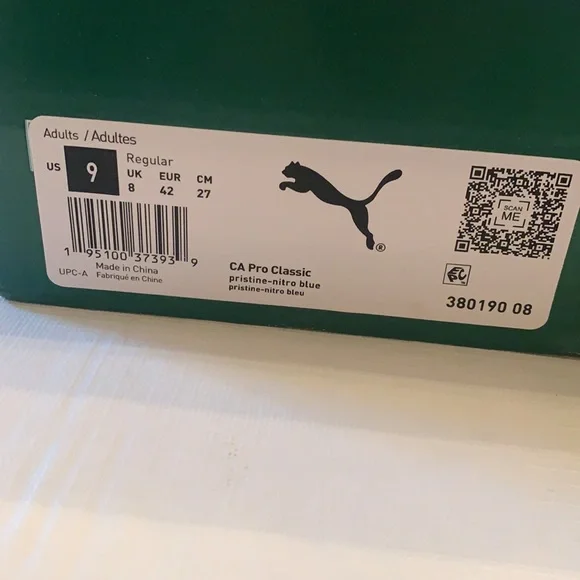 Adults / Adultes
US 9 Regular
UK EUR CM
8 42 27
1 95100 37393 9
UPC-A Made in China
Fabriqué en Chine
®
CA Pro Classic
pristine-nitro blue
pristine-nitro bleu
SCAN
ME
380190 08